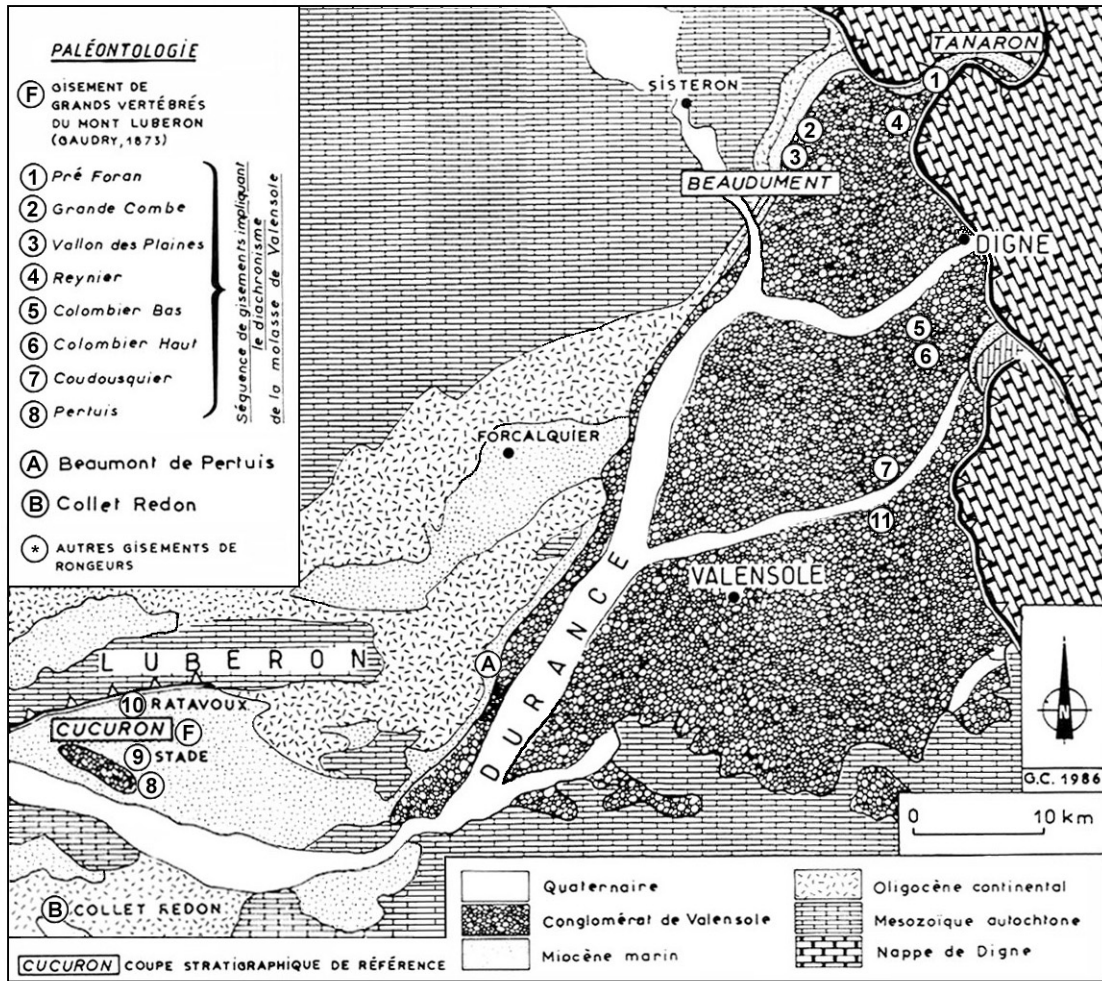 PALÉONTOLOGIE
F GISEMENT DE
GRANDS VERTÉBRÉS
DU MONT LUBERON
(GAUDRY, 1873)
1 Pré Foran
2 Grande Combe
3 Vallon des Plaines
4 Reynier
5 Colombier Bas
6 Colombier Haut
7 Coudousquier
8 Pertuis
Séquence de gisements impliquant
le diachronisme
de la molasse de Valensole
A Beaumont de Pertuis
B Collet Redon
* AUTRES GISEMENTS DE
RONGEURS
TANARON
1
SISTERON
2
4
3
BEAUDUMENT
DIGNE
5
6
FORCALQUIER
7
11
VALENSOLE
DURANCE
LUBERON
A
10 RATAVOUX
CUCURON F
9 STADE
8
N
G.C. 1986
0 10 km
B COLLET REDON
CUCURON COUPE STRATIGRAPHIQUE DE RÉFÉRENCE
Quaternaire
Conglomérat de Valensole
Miocène marin
Oligocène continental
Mesozoïque autochtone
Nappe de Digne